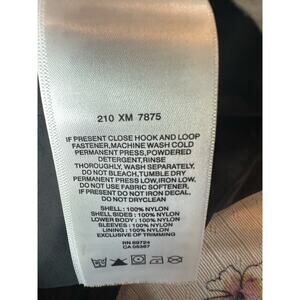 210 XM 7875
IF PRESENT CLOSE HOOK AND LOOP
FASTENER,MACHINE WASH COLD
PERMANENT PRESS,POWDERED
DETERGENT,RINSE
THOROUGHLY, WASH SEPARATELY,
DO NOT BLEACH,TUMBLE DRY
PERMANENT PRESS LOW,IRON LOW,
DO NOT USE FABRIC SOFTENER,
IF PRESENT DO NOT IRON DECAL,
DO NOT DRYCLEAN
SHELL : 100% NYLON
SHELL SIDES : 100% NYLON
LOWER BODY : 100% NYLON
SLEEVES : 100% NYLON
LINING : 100% NYLON
EXCLUSIVE OF TRIMMING
RN 61724
CA 05367